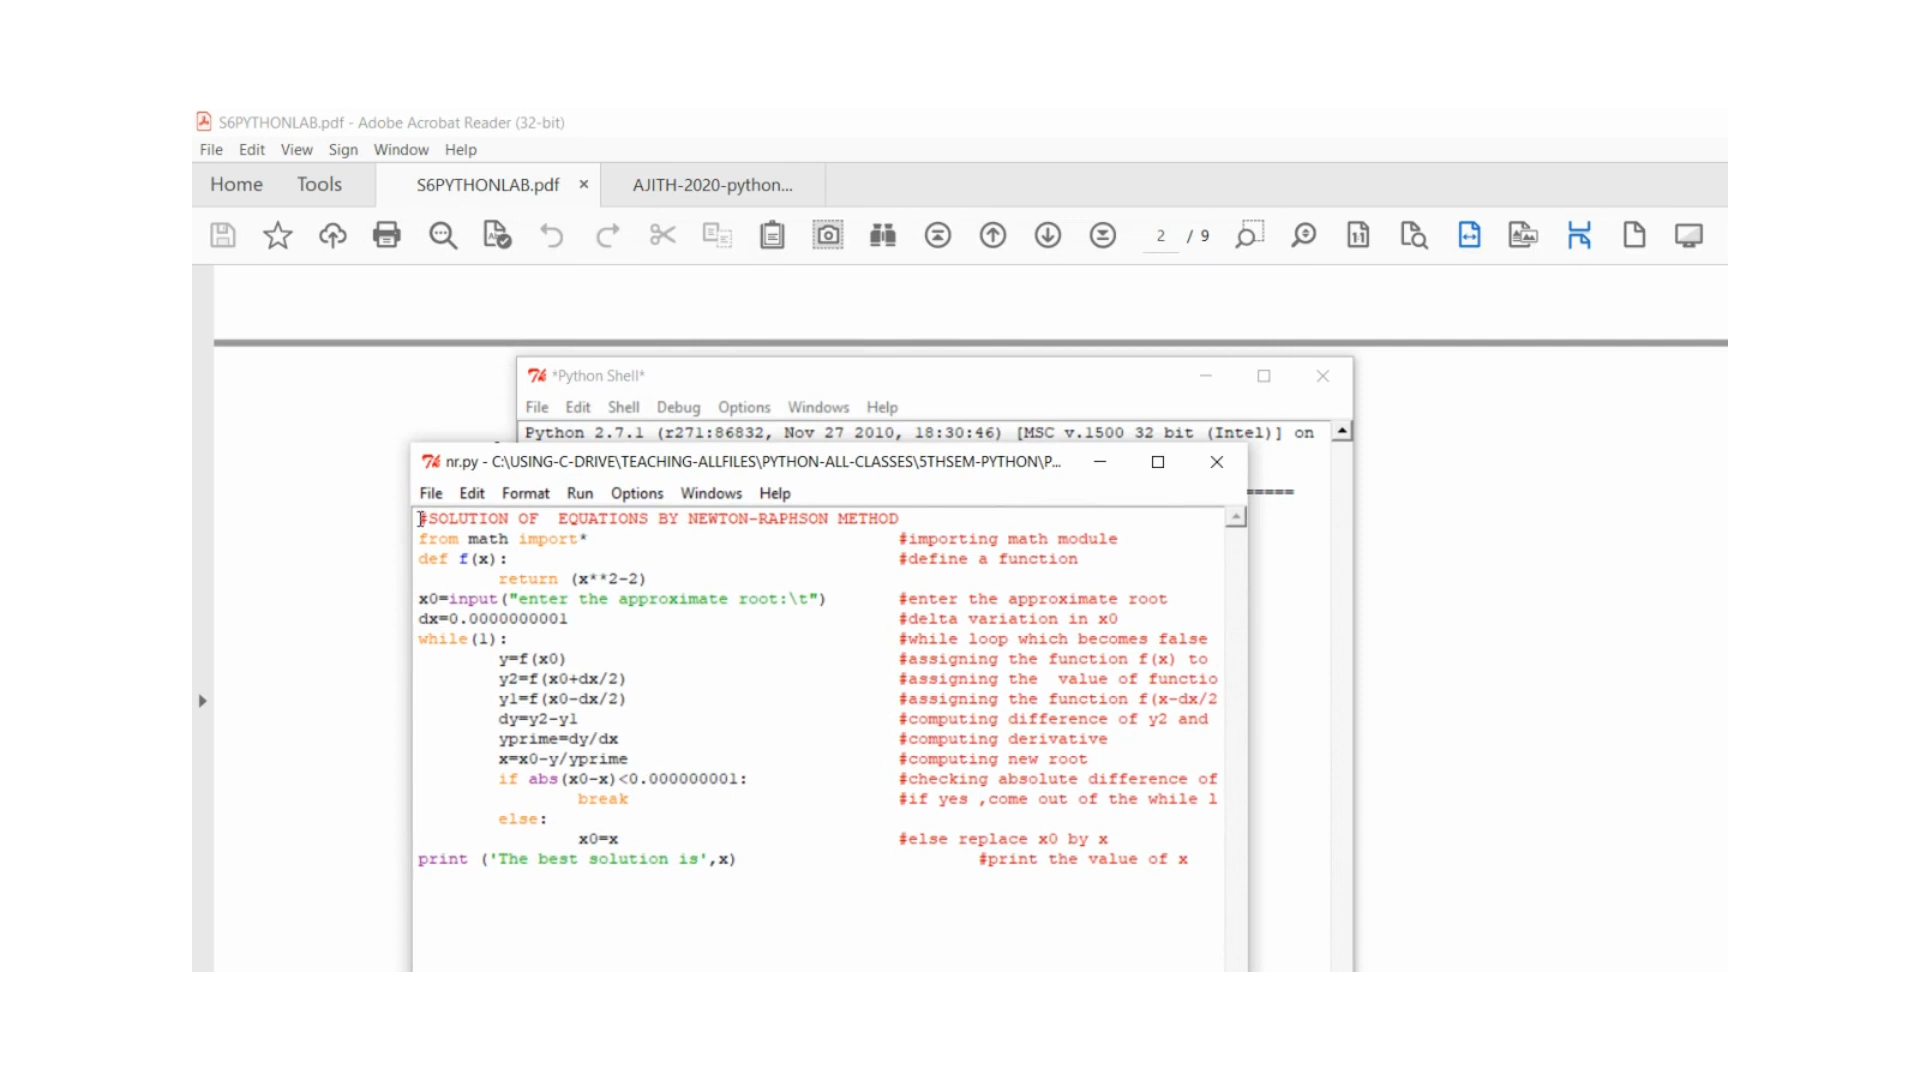 S6PYTHONLAB.pdf - Adobe Acrobat Reader (32-bit)
File Edit View Sign Window Help
Home Tools S6PYTHONLAB.pdf × AJITH-2020-python...
2 / 9
*Python Shell*
File Edit Shell Debug Options Windows Help
Python 2.7.1 (r271:86832, Nov 27 2010, 18:30:46) [MSC v.1500 32 bit (Intel)] on
nr.py - C:\USING-C-DRIVE\TEACHING-ALLFILES\PYTHON-ALL-CLASSES\5THSEM-PYTHON\P...
File Edit Format Run Options Windows Help
=====
#SOLUTION OF  EQUATIONS BY NEWTON-RAPHSON METHOD
from math import* #importing math module
def f(x): #define a function
return (x**2-2)
x0=input("enter the approximate root:\t") #enter the approximate root
dx=0.0000000001 #delta variation in x0
while(1): #while loop which becomes false
y=f(x0) #assigning the function f(x) to
y2=f(x0+dx/2) #assigning the  value of functio
y1=f(x0-dx/2) #assigning the function f(x-dx/2
dy=y2-y1 #computing difference of y2 and
yprime=dy/dx #computing derivative
x=x0-y/yprime #computing new root
if abs(x0-x)<0.000000001: #checking absolute difference of
break #if yes ,come out of the while l
else:
x0=x #else replace x0 by x
print ('The best solution is',x) #print the value of x